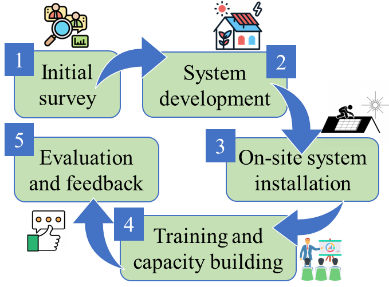 1
Initial
survey
2
System
development
3
On-site system
installation
4
Training and
capacity building
5
Evaluation
and feedback